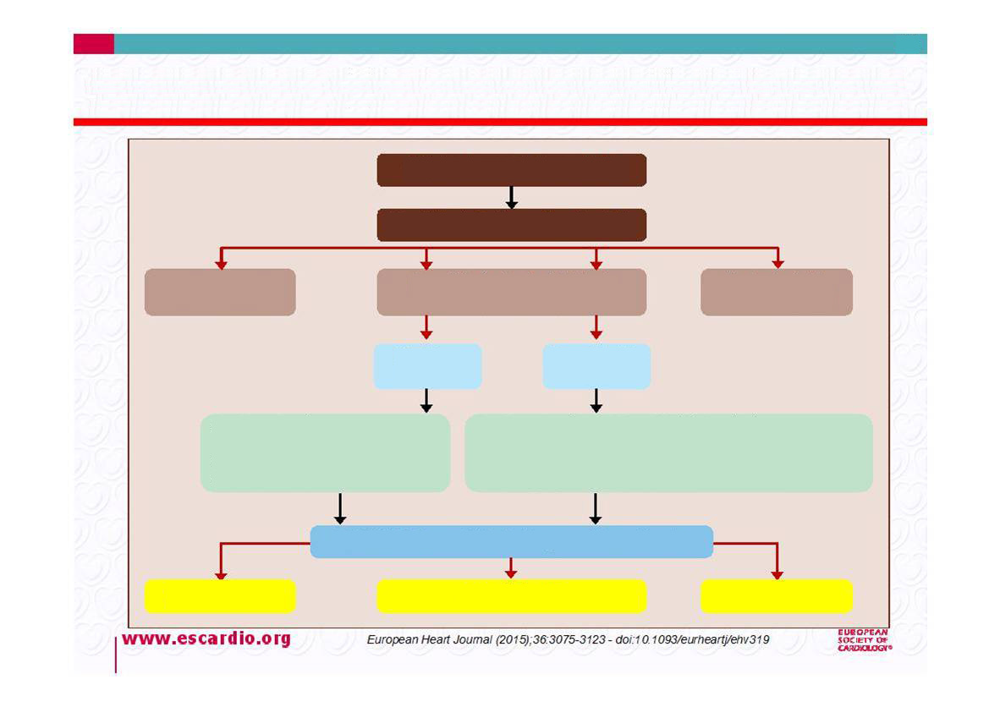 www.escardio.org
European Heart Journal (2015);36:3075-3123 - doi:10.1093/eurheartj/ehv319
EUROPEAN
SOCIETY OF
CARDIOLOGY®